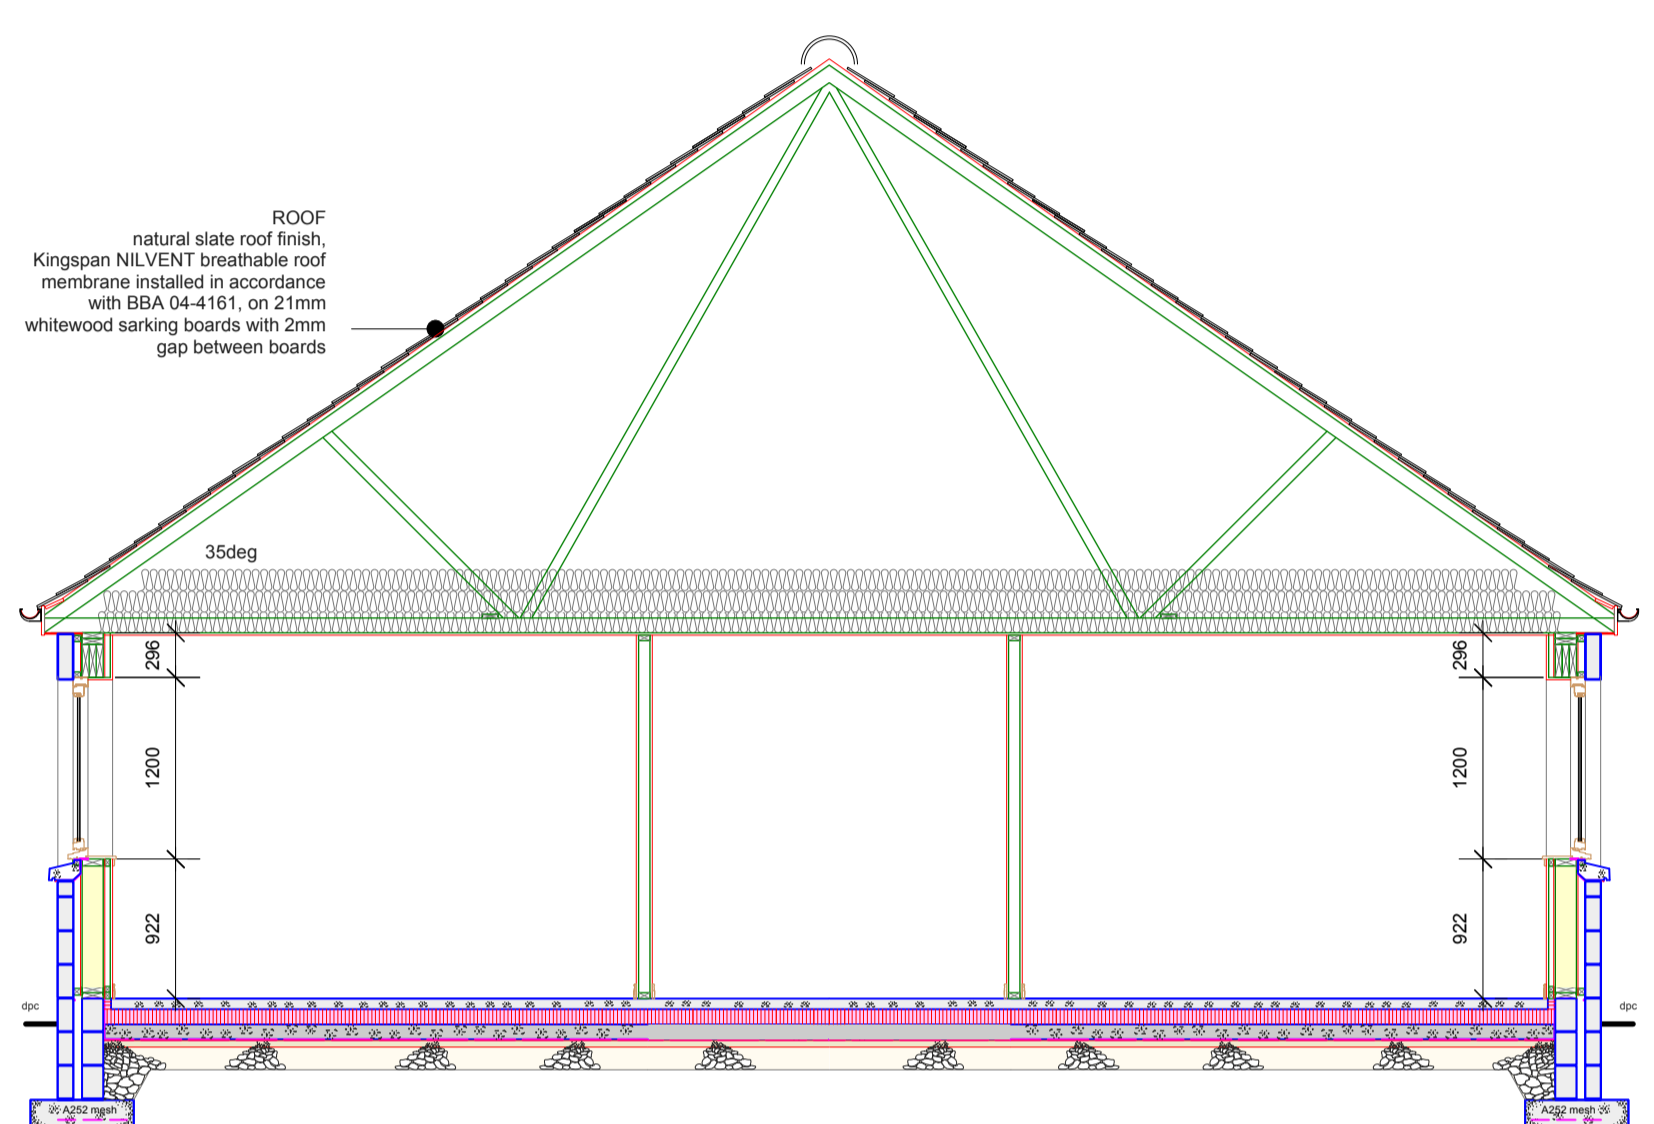 ROOF
natural slate roof finish,
Kingspan NILVENT breathable roof
membrane installed in accordance
with BBA 04-4161, on 21mm
whitewood sarking boards with 2mm
gap between boards
35deg
296
296
1200
1200
922
922
dpc
dpc
A252 mesh
A252 mesh